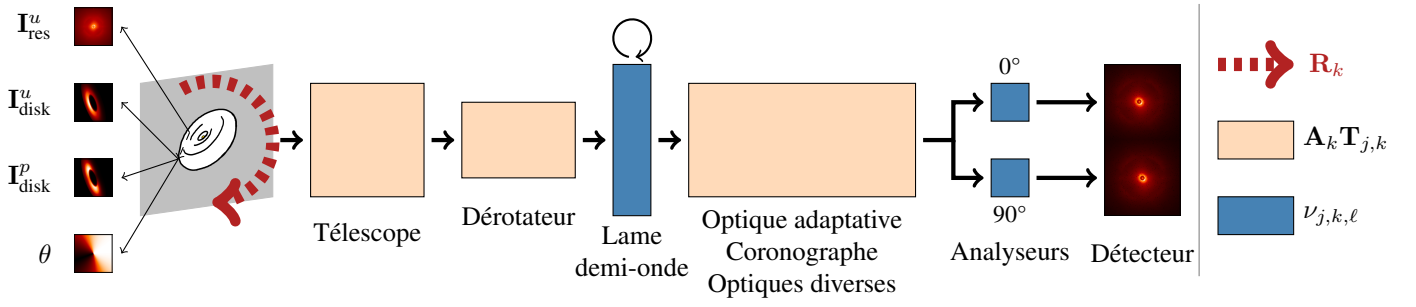 I^u_res
I^u_disk
I^p_disk
θ
Télescope
Dérotateur
Lame
demi-onde
Optique adaptative
Coronographe
Optiques diverses
0°
90°
Analyseurs
Détecteur
R_k
A_k T_{j,k}
ν_{j,k,ℓ}